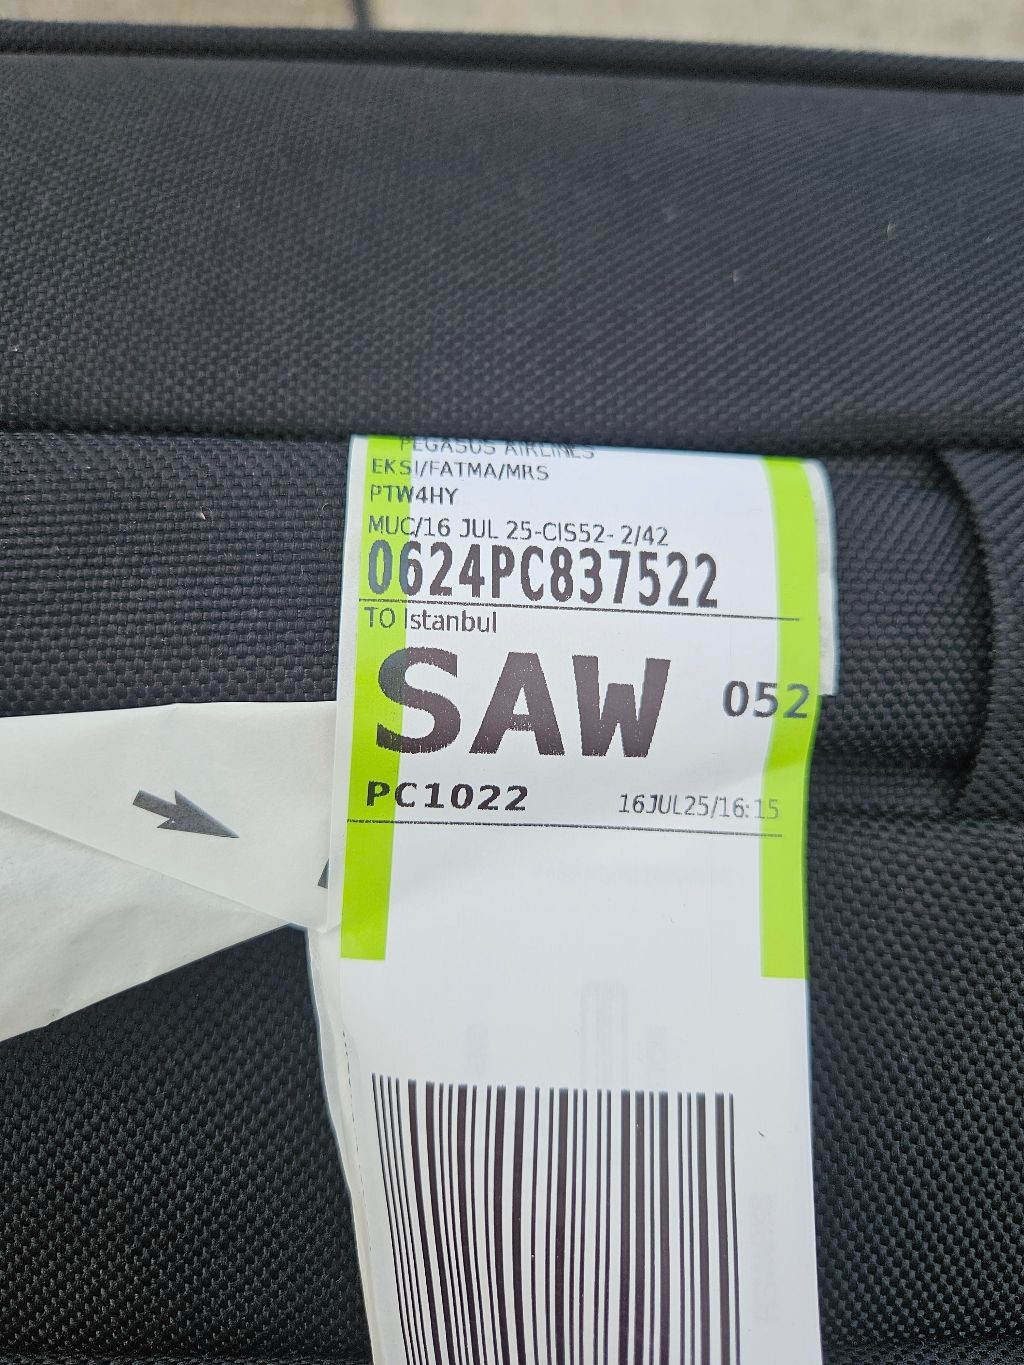 PEGASUS AIRLINES
EKSI/FATMA/MRS
PTW4HY
MUC/16 JUL 25-CIS52- 2/42
0624PC837522
TO Istanbul
SAW 052
PC1022 16JUL25/16:15